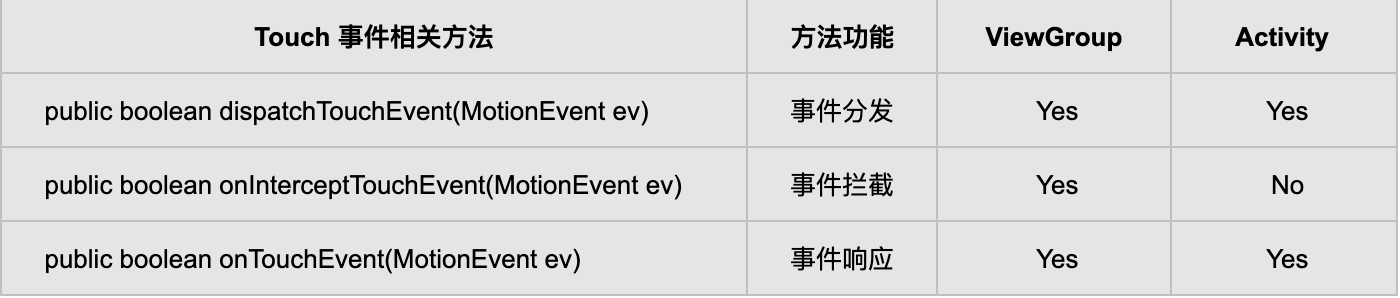 Touch 事件相关方法 方法功能 ViewGroup Activity
public boolean dispatchTouchEvent(MotionEvent ev) 事件分发 Yes Yes
public boolean onInterceptTouchEvent(MotionEvent ev) 事件拦截 Yes No
public boolean onTouchEvent(MotionEvent ev) 事件响应 Yes Yes